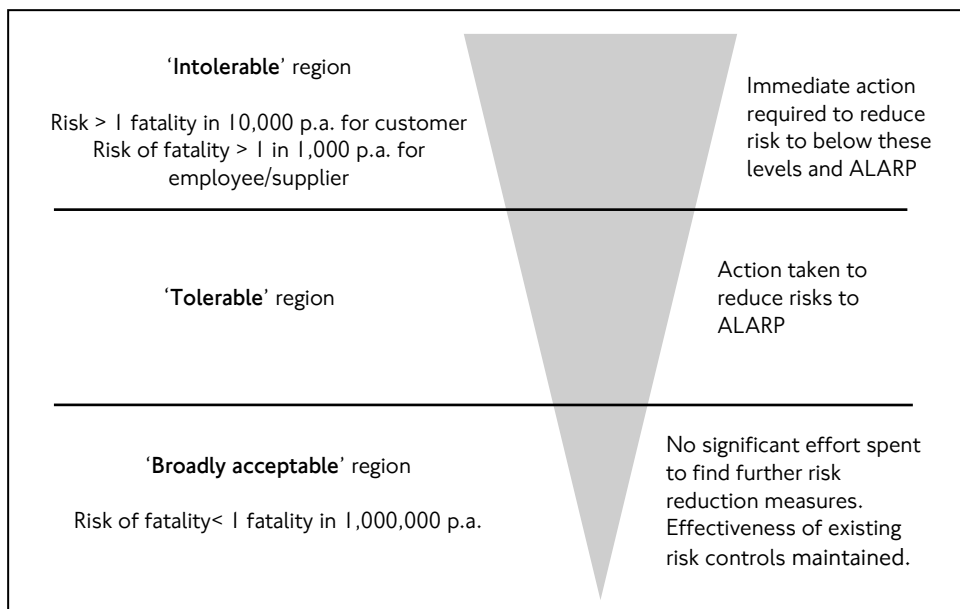 ‘Intolerable’ region
Risk > 1 fatality in 10,000 p.a. for customer
Risk of fatality > 1 in 1,000 p.a. for
employee/supplier
Immediate action
required to reduce
risk to below these
levels and ALARP
‘Tolerable’ region
Action taken to
reduce risks to
ALARP
‘Broadly acceptable’ region
Risk of fatality< 1 fatality in 1,000,000 p.a.
No significant effort spent
to find further risk
reduction measures.
Effectiveness of existing
risk controls maintained.